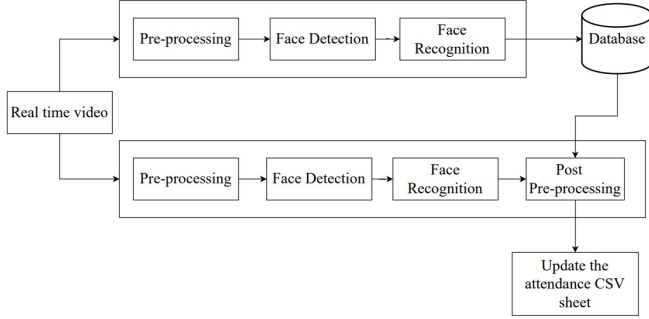 Pre-processing
Face Detection
Face
Recognition
Database
Real time video
Pre-processing
Face Detection
Face
Recognition
Post
Pre-processing
Update the
attendance CSV
sheet